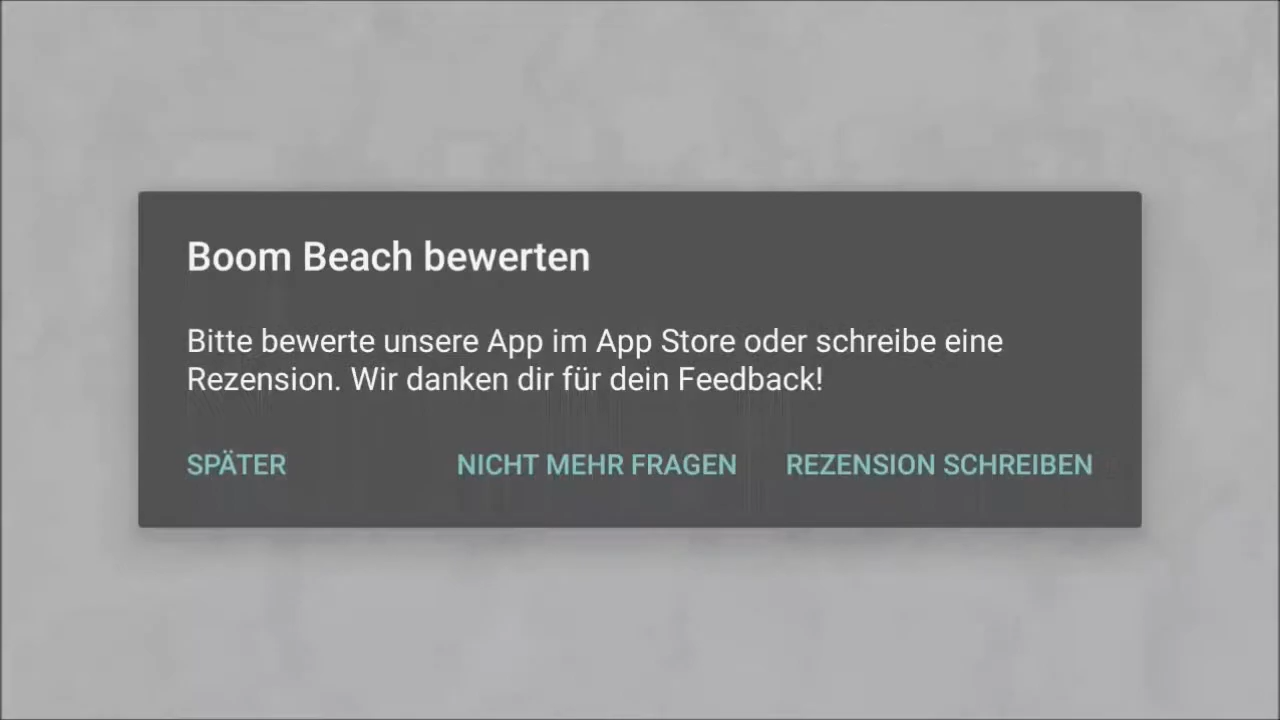 Boom Beach bewerten
Bitte bewerte unsere App im App Store oder schreibe eine
Rezension. Wir danken dir für dein Feedback!
SPÄTER NICHT MEHR FRAGEN REZENSION SCHREIBEN